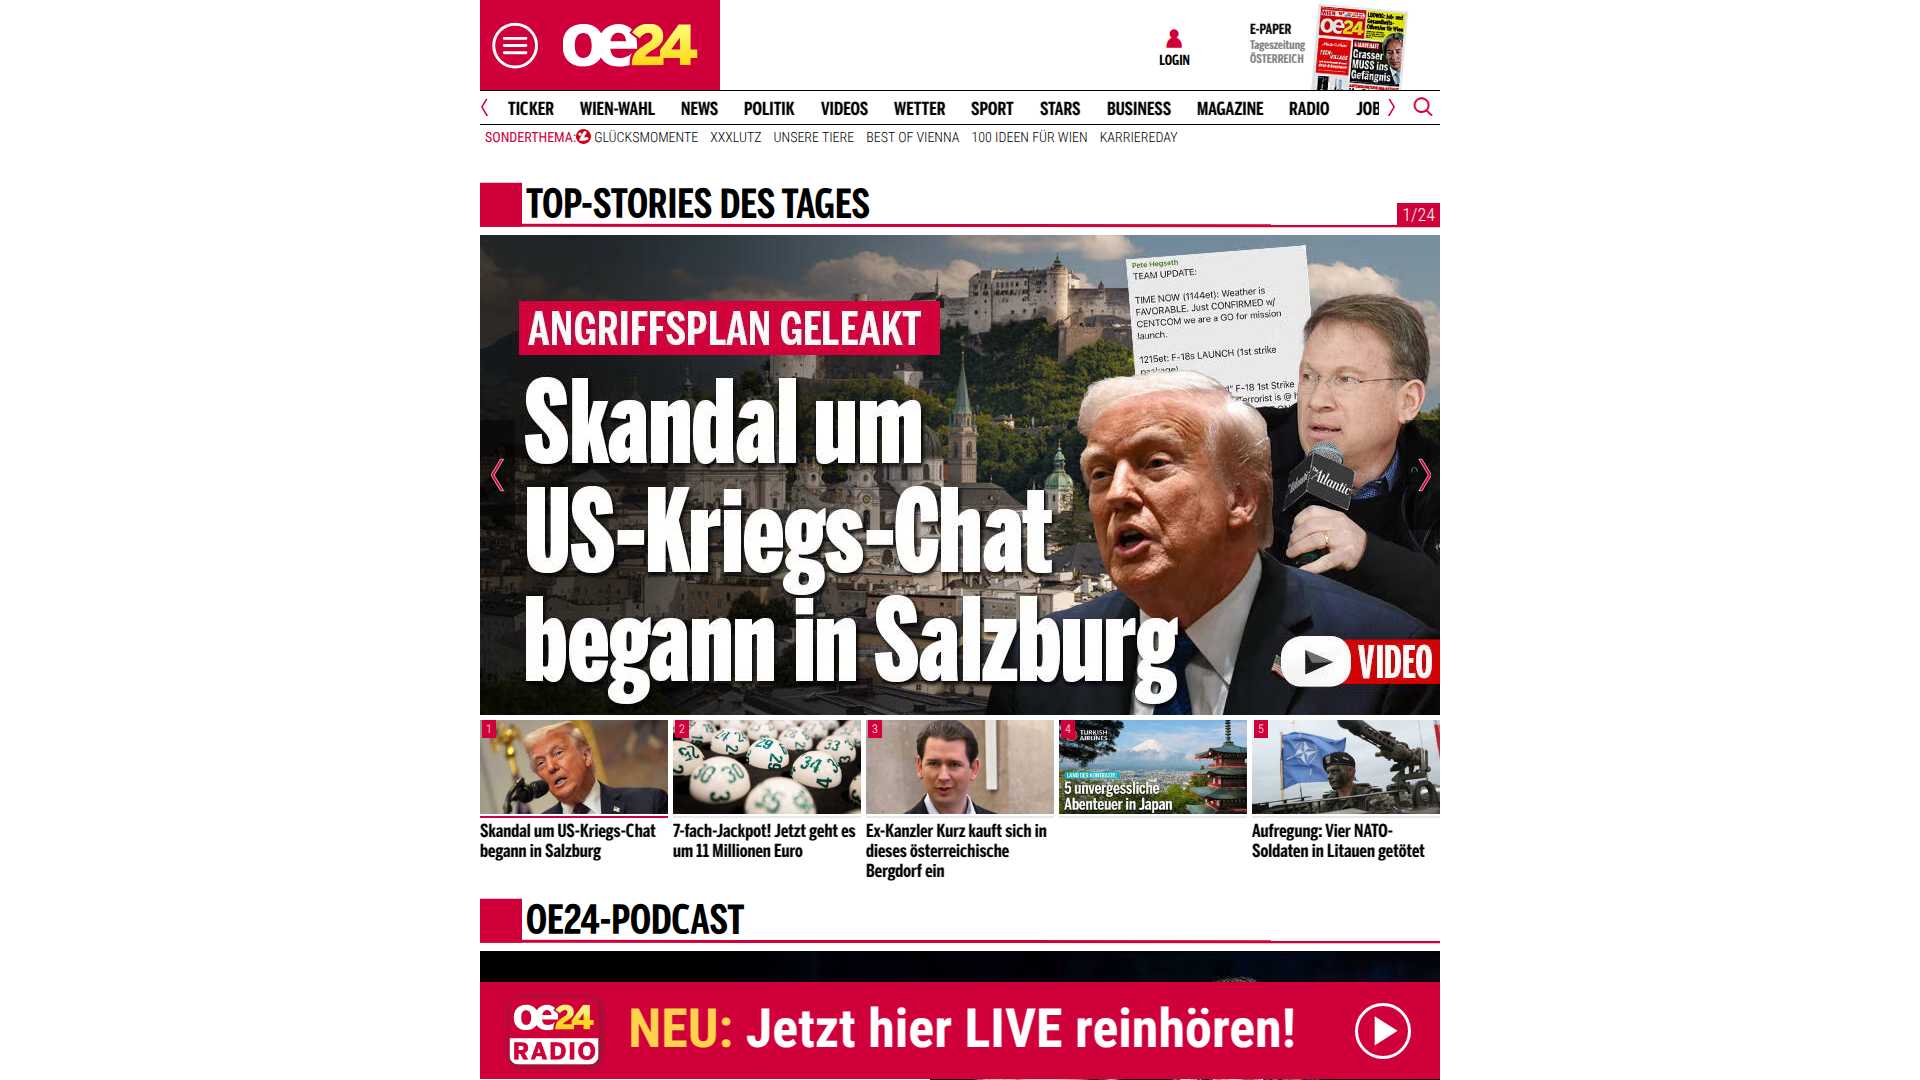 oe24
LOGIN
E-PAPER
Tageszeitung
ÖSTERREICH
oe24
Grasser
MUSS ins
Gefängnis
TICKER WIEN-WAHL NEWS POLITIK VIDEOS WETTER SPORT STARS BUSINESS MAGAZINE RADIO JOB
SONDERTHEMA: GLÜCKSMOMENTE XXXLUTZ UNSERE TIERE BEST OF VIENNA 100 IDEEN FÜR WIEN KARRIEREDAY
TOP-STORIES DES TAGES
1/24
Pete Hegseth
TEAM UPDATE:
TIME NOW (1144et): Weather is
FAVORABLE. Just CONFIRMED w/
CENTCOM we are a GO for mission
launch.
1215et: F-18s LAUNCH (1st strike
package)
F-18 1st Strike
Terrorist is @
ANGRIFFSPLAN GELEAKT
Skandal um
US-Kriegs-Chat
begann in Salzburg
The Atlantic
Atlantic
VIDEO
1
2
3
4
5
TURKISH
AIRLINES
LAND DER KONTRASTE
5 unvergessliche
Abenteuer in Japan
Skandal um US-Kriegs-Chat
begann in Salzburg
7-fach-Jackpot! Jetzt geht es
um 11 Millionen Euro
Ex-Kanzler Kurz kauft sich in
dieses österreichische
Bergdorf ein
Aufregung: Vier NATO-
Soldaten in Litauen getötet
OE24-PODCAST
oe24
RADIO
NEU: Jetzt hier LIVE reinhören!